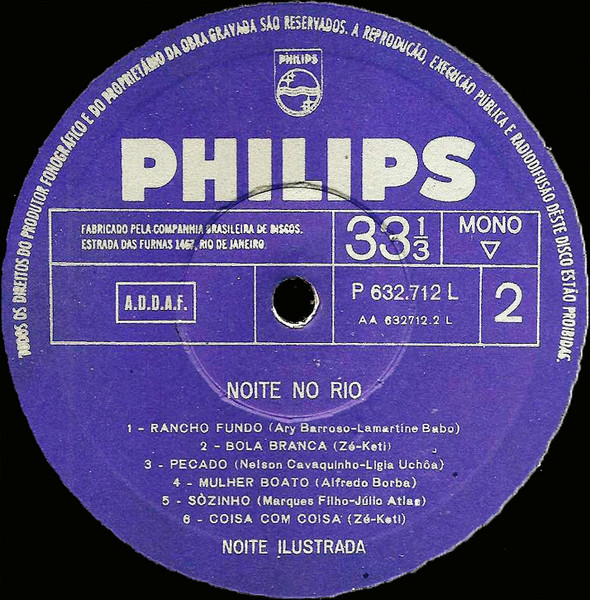 TODOS OS DIREITOS DO PRODUTOR FONOGRÁFICO E DO PROPRIETÁRIO DA OBRA GRAVADA SÃO RESERVADOS. A REPRODUÇÃO, EXECUÇÃO PÚBLICA E RADIODIFUSÃO DÊSTE DISCO ESTÃO PROIBIDAS.
PHILIPS
PHILIPS
FABRICADO PELA COMPANHIA BRASILEIRA DE DISCOS.
ESTRADA DAS FURNAS 1467, RIO DE JANEIRO.
33 1/3
MONO
A.D.D.A.F.
P 632.712 L
AA 632712.2 L
2
NOITE NO RIO
1 - RANCHO FUNDO (Ary Barroso-Lamartine Babo)
2 - BOLA BRANCA (Zé-Keti)
3 - PECADO (Nelson Cavaquinho-Ligia Uchôa)
4 - MULHER BOATO (Alfredo Borba)
5 - SÒZINHO (Marques Filho-Júlio Atlas)
6 - COISA COM COISA (Zé-Keti)
NOITE ILUSTRADA